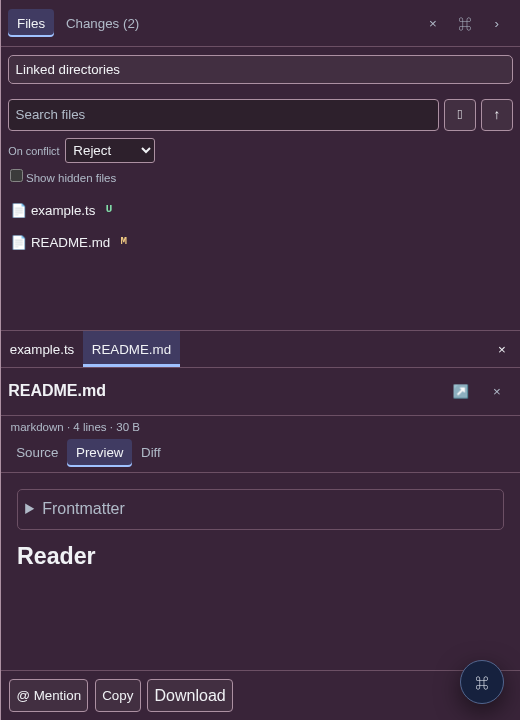 Files Changes (2) × ⌘ ›
Linked directories
Search files ↑
On conflict Reject
Show hidden files
example.ts U
README.md M
example.ts README.md ×
README.md ↗ ×
markdown · 4 lines · 30 B
Source Preview Diff
▶ Frontmatter
Reader
⌘
@ Mention Copy Download